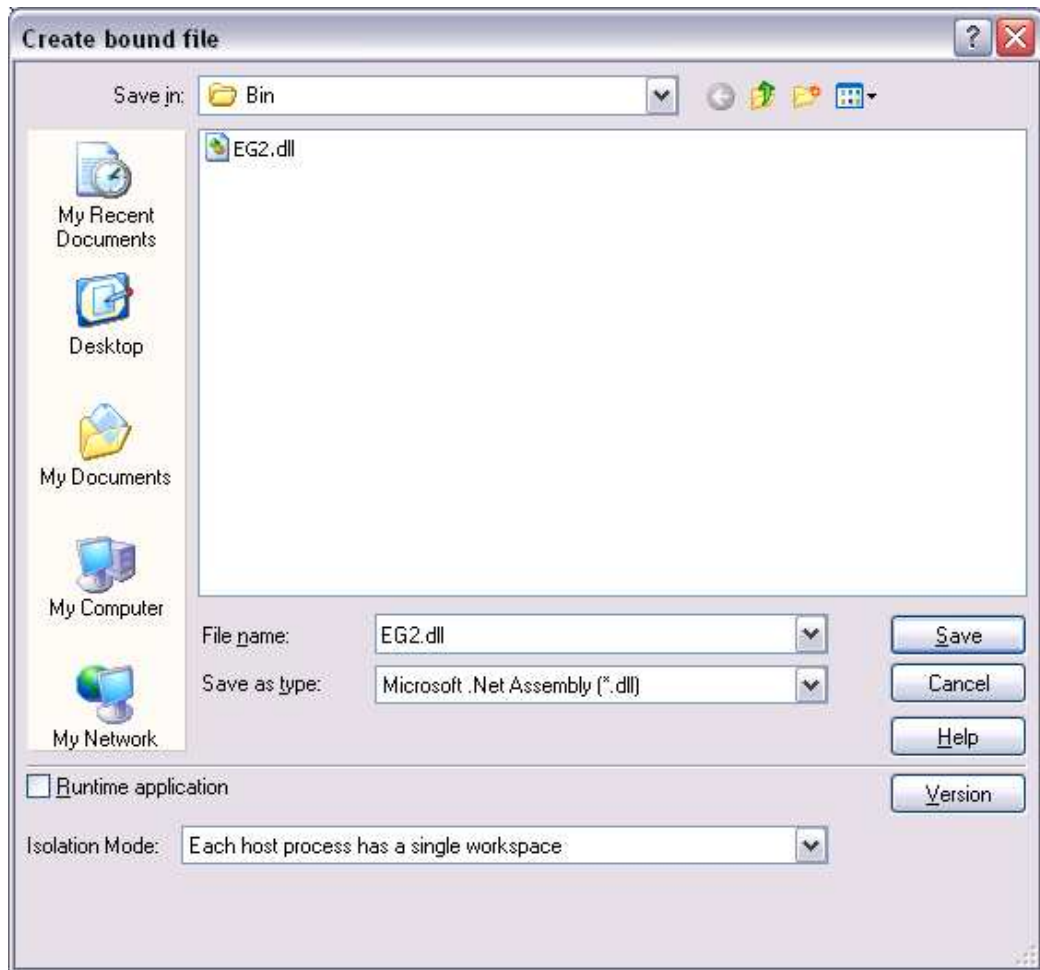 Create bound file
Save in:
Bin
EG2.dll
My Recent
Documents
Desktop
My Documents
My Computer
My Network
File name:
EG2.dll
Save
Save as type:
Microsoft .Net Assembly (*.dll)
Cancel
Help
Runtime application
Version
Isolation Mode:
Each host process has a single workspace